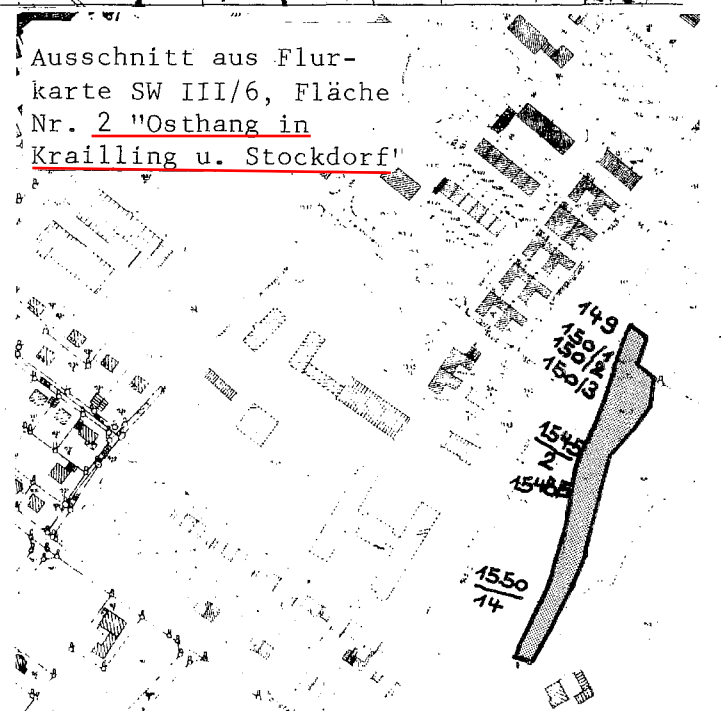 Ausschnitt aus Flur-
karte SW III/6, Fläche
Nr. 2 "Osthang in
Krailling u. Stockdorf"
149
150/1
150/2
150/3
1545
2
1550
14